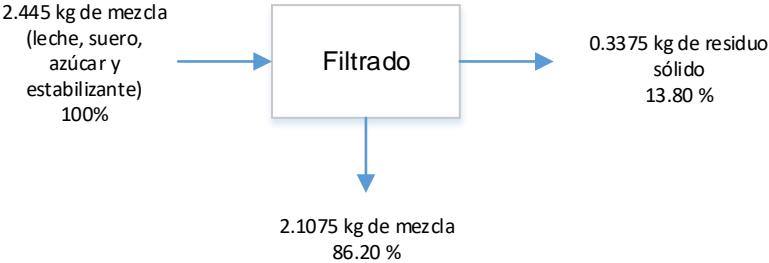 2.445 kg de mezcla
(leche, suero,
azúcar y
estabilizante)
100%
Filtrado
0.3375 kg de residuo
sólido
13.80 %
2.1075 kg de mezcla
86.20 %